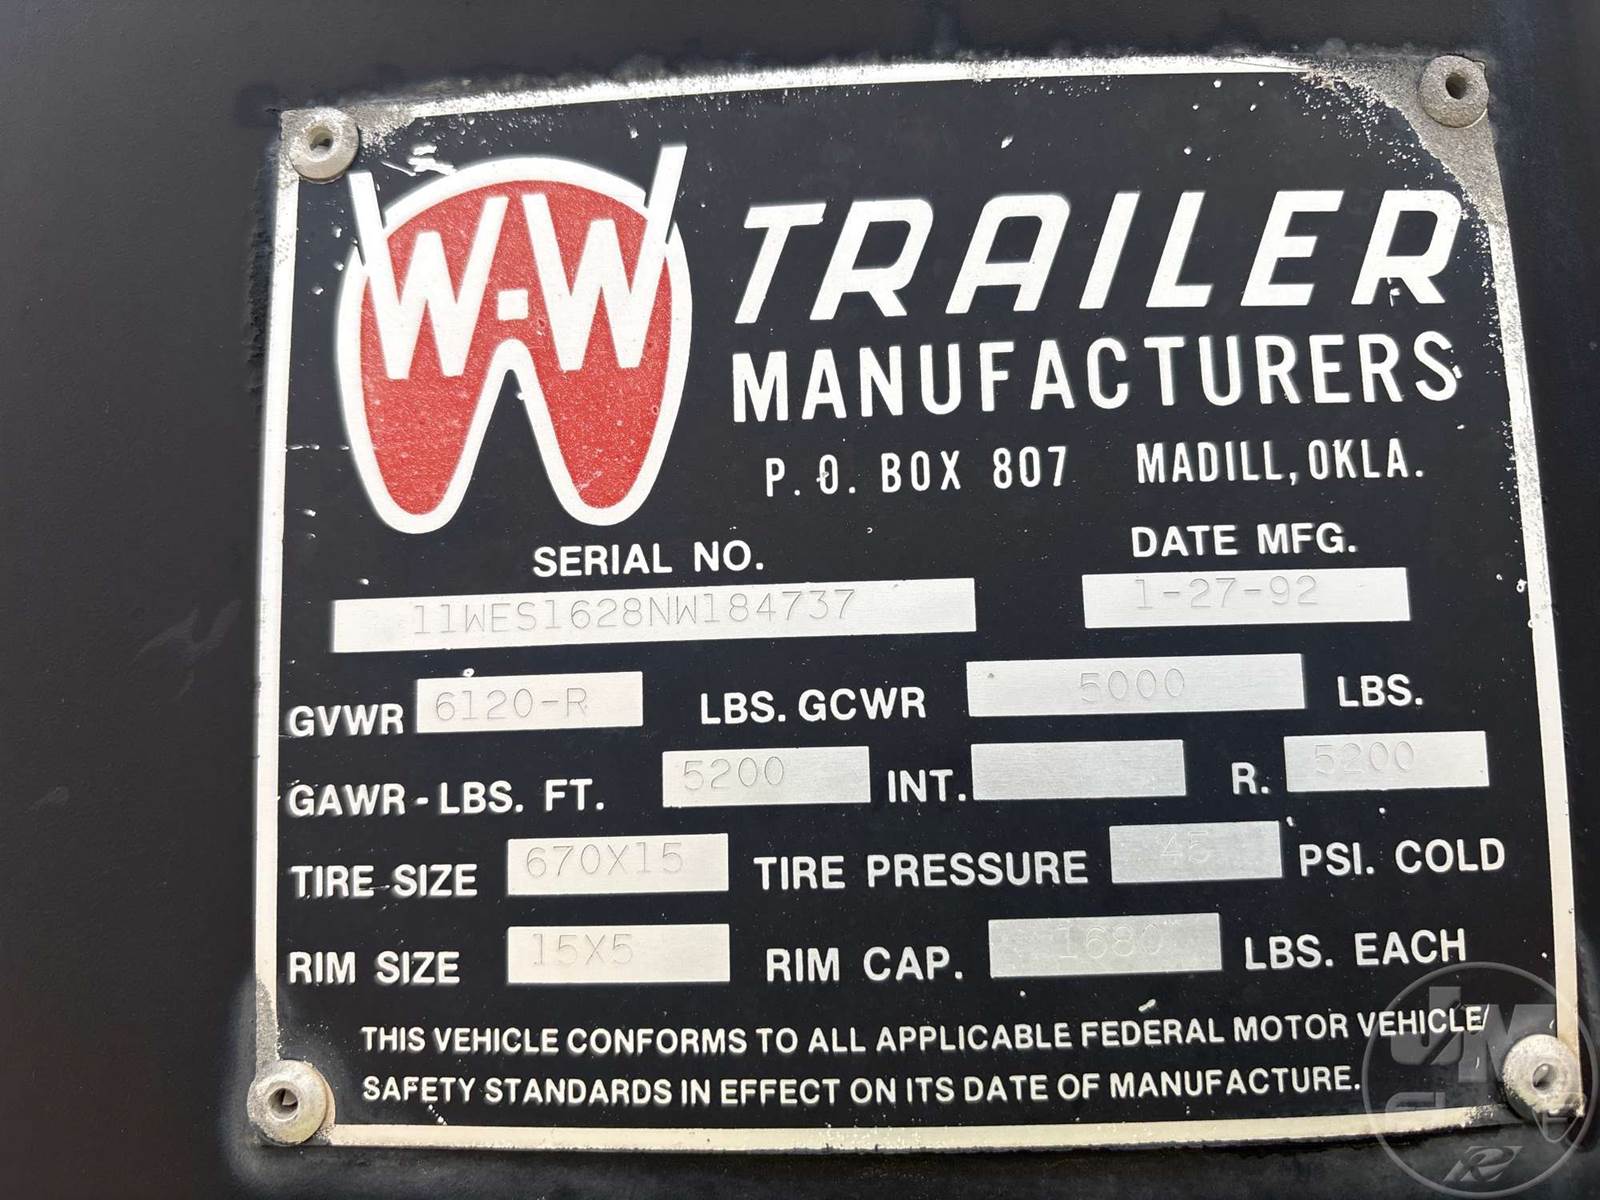 W-W TRAILER
MANUFACTURERS
P. O. BOX 807 MADILL, OKLA.
SERIAL NO. DATE MFG.
11WES1628NW184737 1-27-92
GVWR 6120-R LBS. GCWR 5000 LBS.
GAWR - LBS. FT. 5200 INT. R. 5200
TIRE SIZE 670X15 TIRE PRESSURE 45 PSI. COLD
RIM SIZE 15X5 RIM CAP. 1680 LBS. EACH
THIS VEHICLE CONFORMS TO ALL APPLICABLE FEDERAL MOTOR VEHICLE/
SAFETY STANDARDS IN EFFECT ON ITS DATE OF MANUFACTURE.